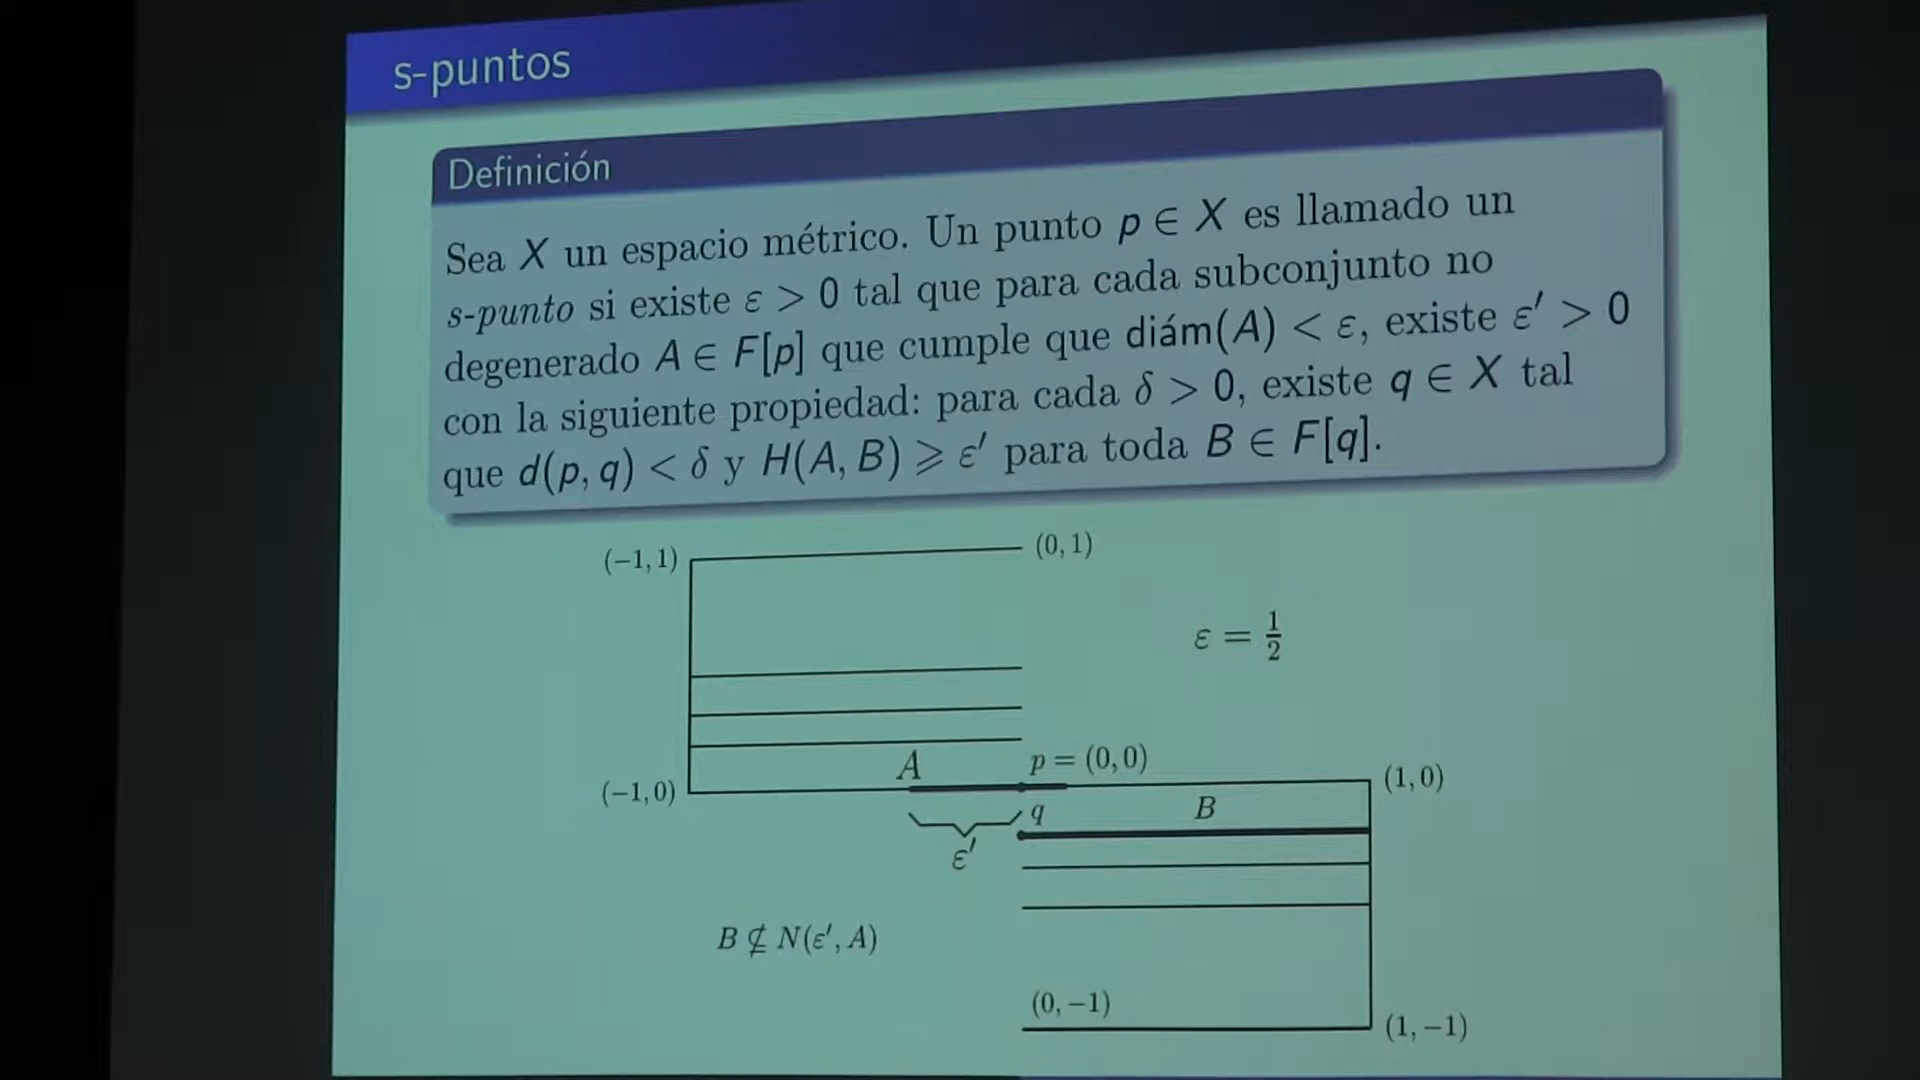 s-puntos
Definición
Sea X un espacio métrico. Un punto p ∈ X es llamado un
s-punto si existe ε > 0 tal que para cada subconjunto no
degenerado A ∈ F[p] que cumple que diám(A) < ε, existe ε′ > 0
con la siguiente propiedad: para cada δ > 0, existe q ∈ X tal
que d(p, q) < δ y H(A, B) ⩾ ε′ para toda B ∈ F[q].
(−1, 1)
(0, 1)
ε = 1/2
A
p = (0, 0)
(−1, 0)
(1, 0)
q
B
ε′
B ⊈ N(ε′, A)
(0, −1)
(1, −1)